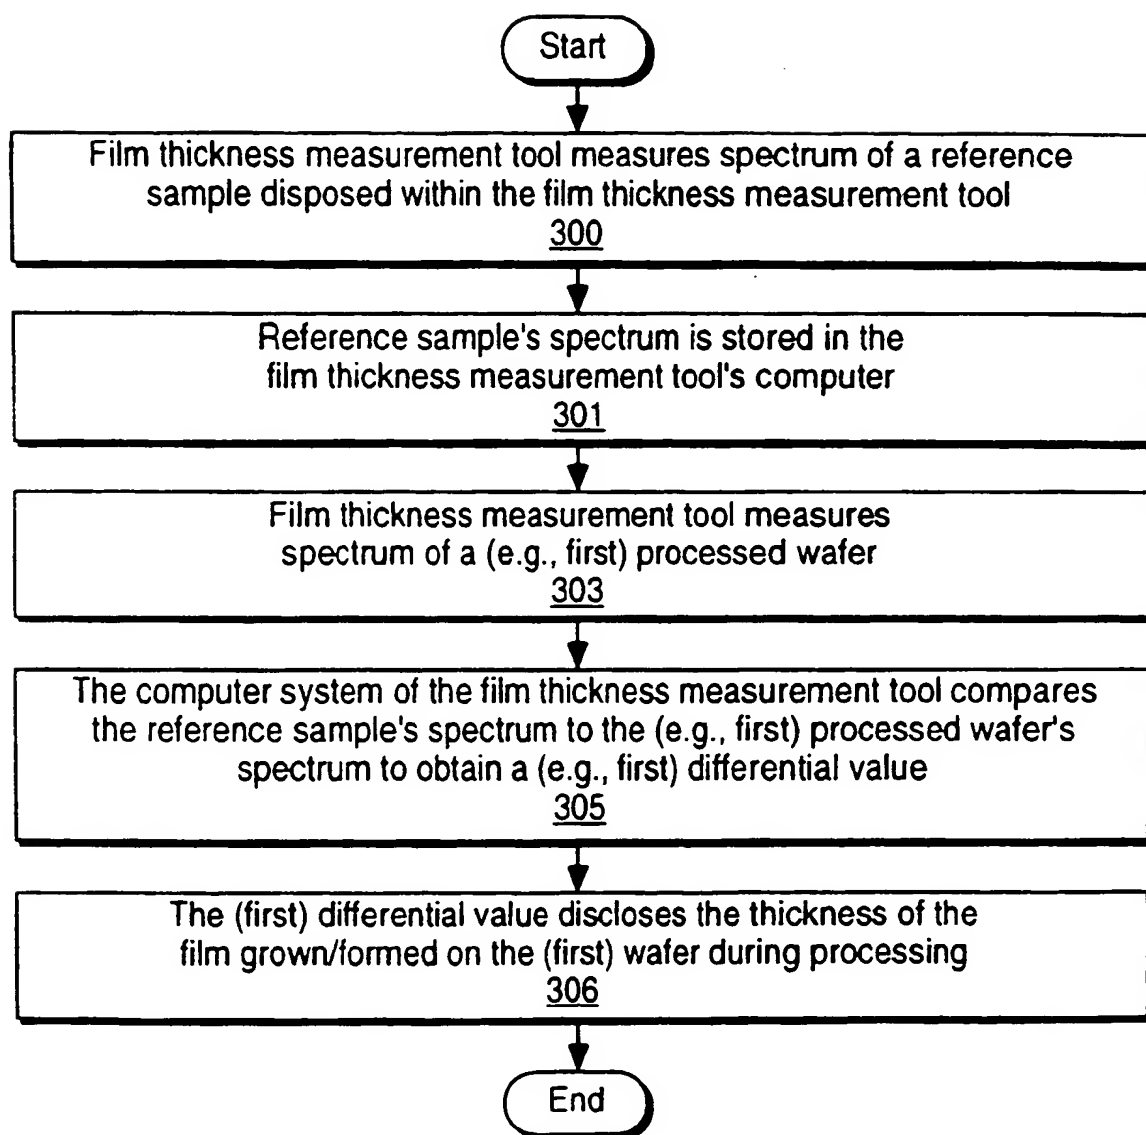 Start
Film thickness measurement tool measures spectrum of a reference
sample disposed within the film thickness measurement tool
300
Reference sample's spectrum is stored in the
film thickness measurement tool's computer
301
Film thickness measurement tool measures
spectrum of a (e.g., first) processed wafer
303
The computer system of the film thickness measurement tool compares
the reference sample's spectrum to the (e.g., first) processed wafer's
spectrum to obtain a (e.g., first) differential value
305
The (first) differential value discloses the thickness of the
film grown/formed on the (first) wafer during processing
306
End